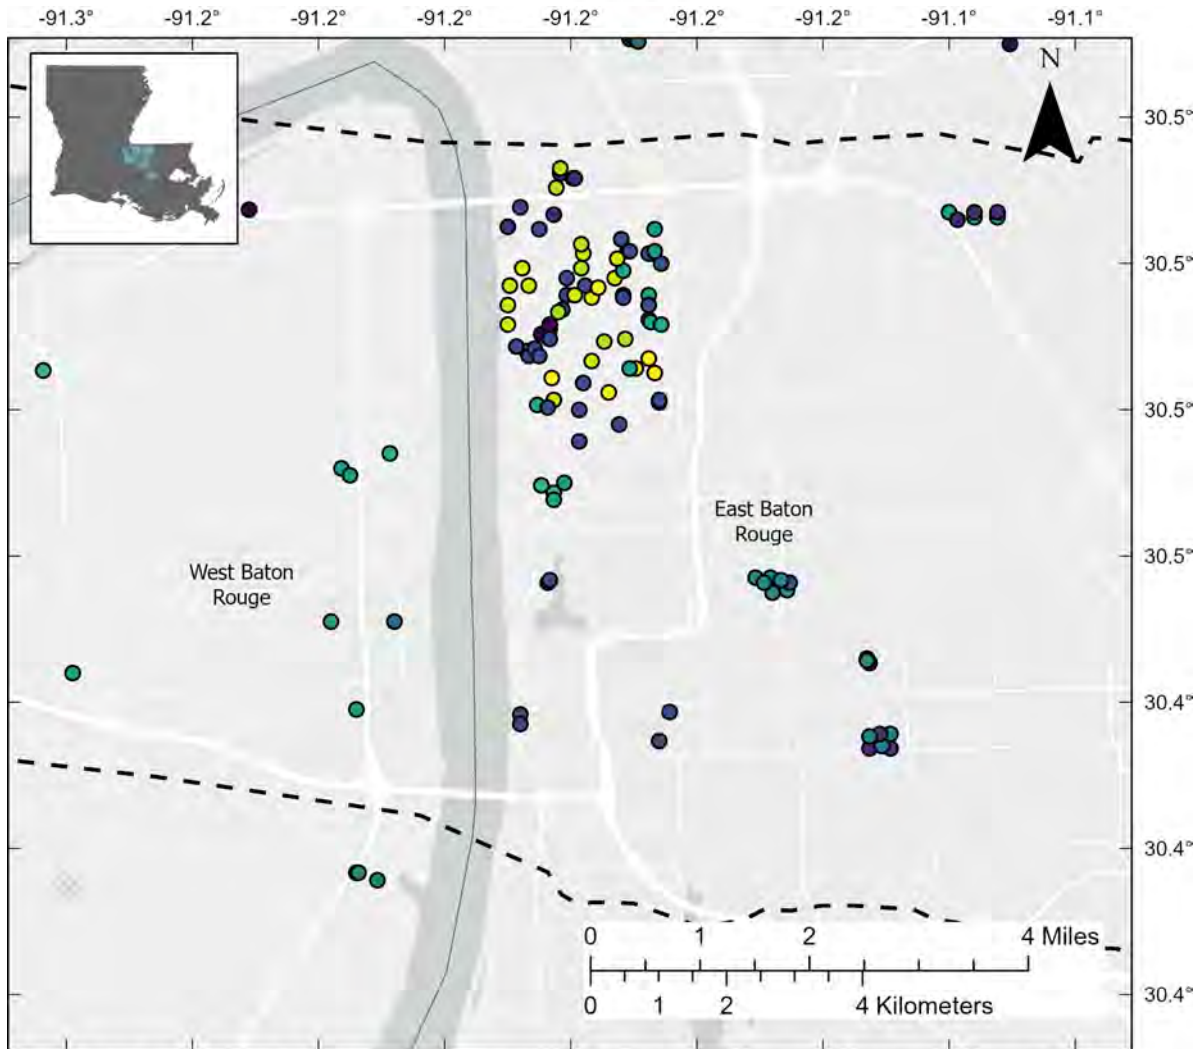 -91.3° -91.2° -91.2° -91.2° -91.2° -91.2° -91.2° -91.1° -91.1°
N
30.5°
30.5°
30.5°
East Baton
Rouge
30.5°
West Baton
Rouge
30.4°
30.4°
0 1 2 4 Miles
30.4°
0 1 2 4 Kilometers